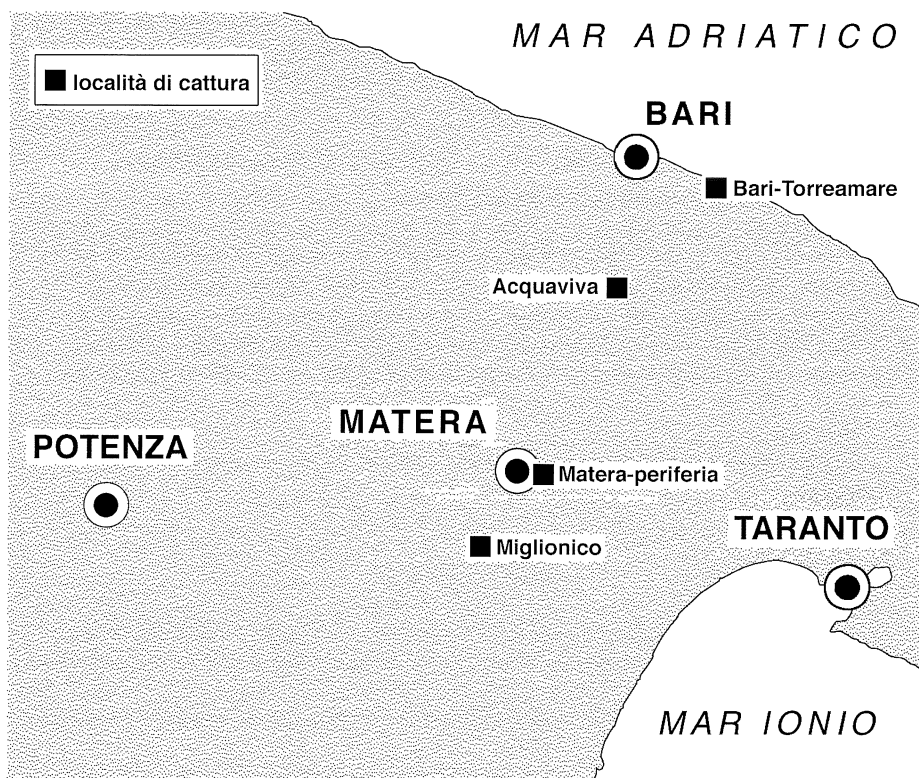 MAR ADRIATICO
località di cattura
BARI
Bari-Torreamare
Acquaviva
MATERA
POTENZA
Matera-periferia
TARANTO
Miglionico
MAR IONIO